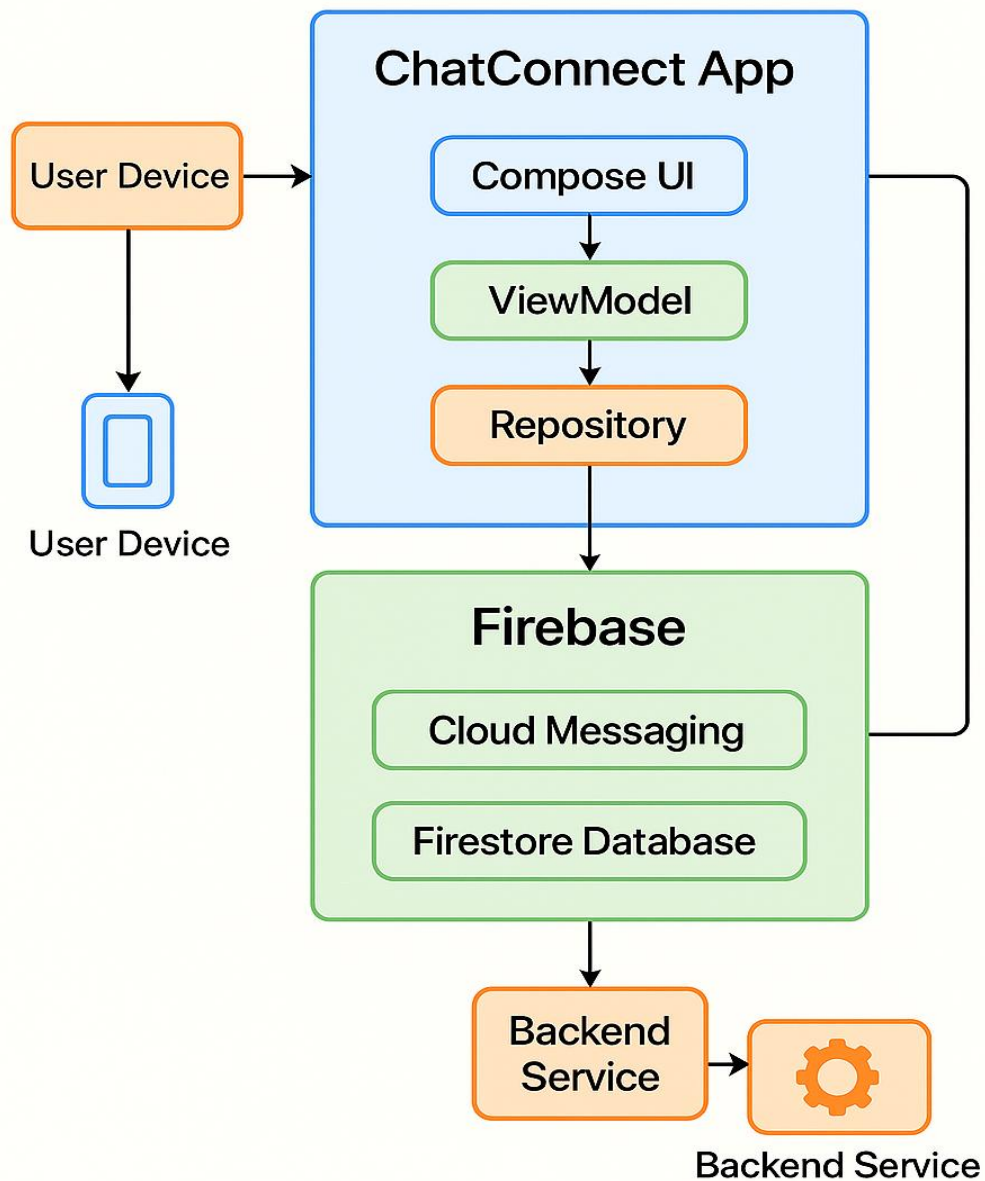 ChatConnect App
User Device
Compose UI
ViewModel
Repository
User Device
Firebase
Cloud Messaging
Firestore Database
Backend
Service
Backend Service